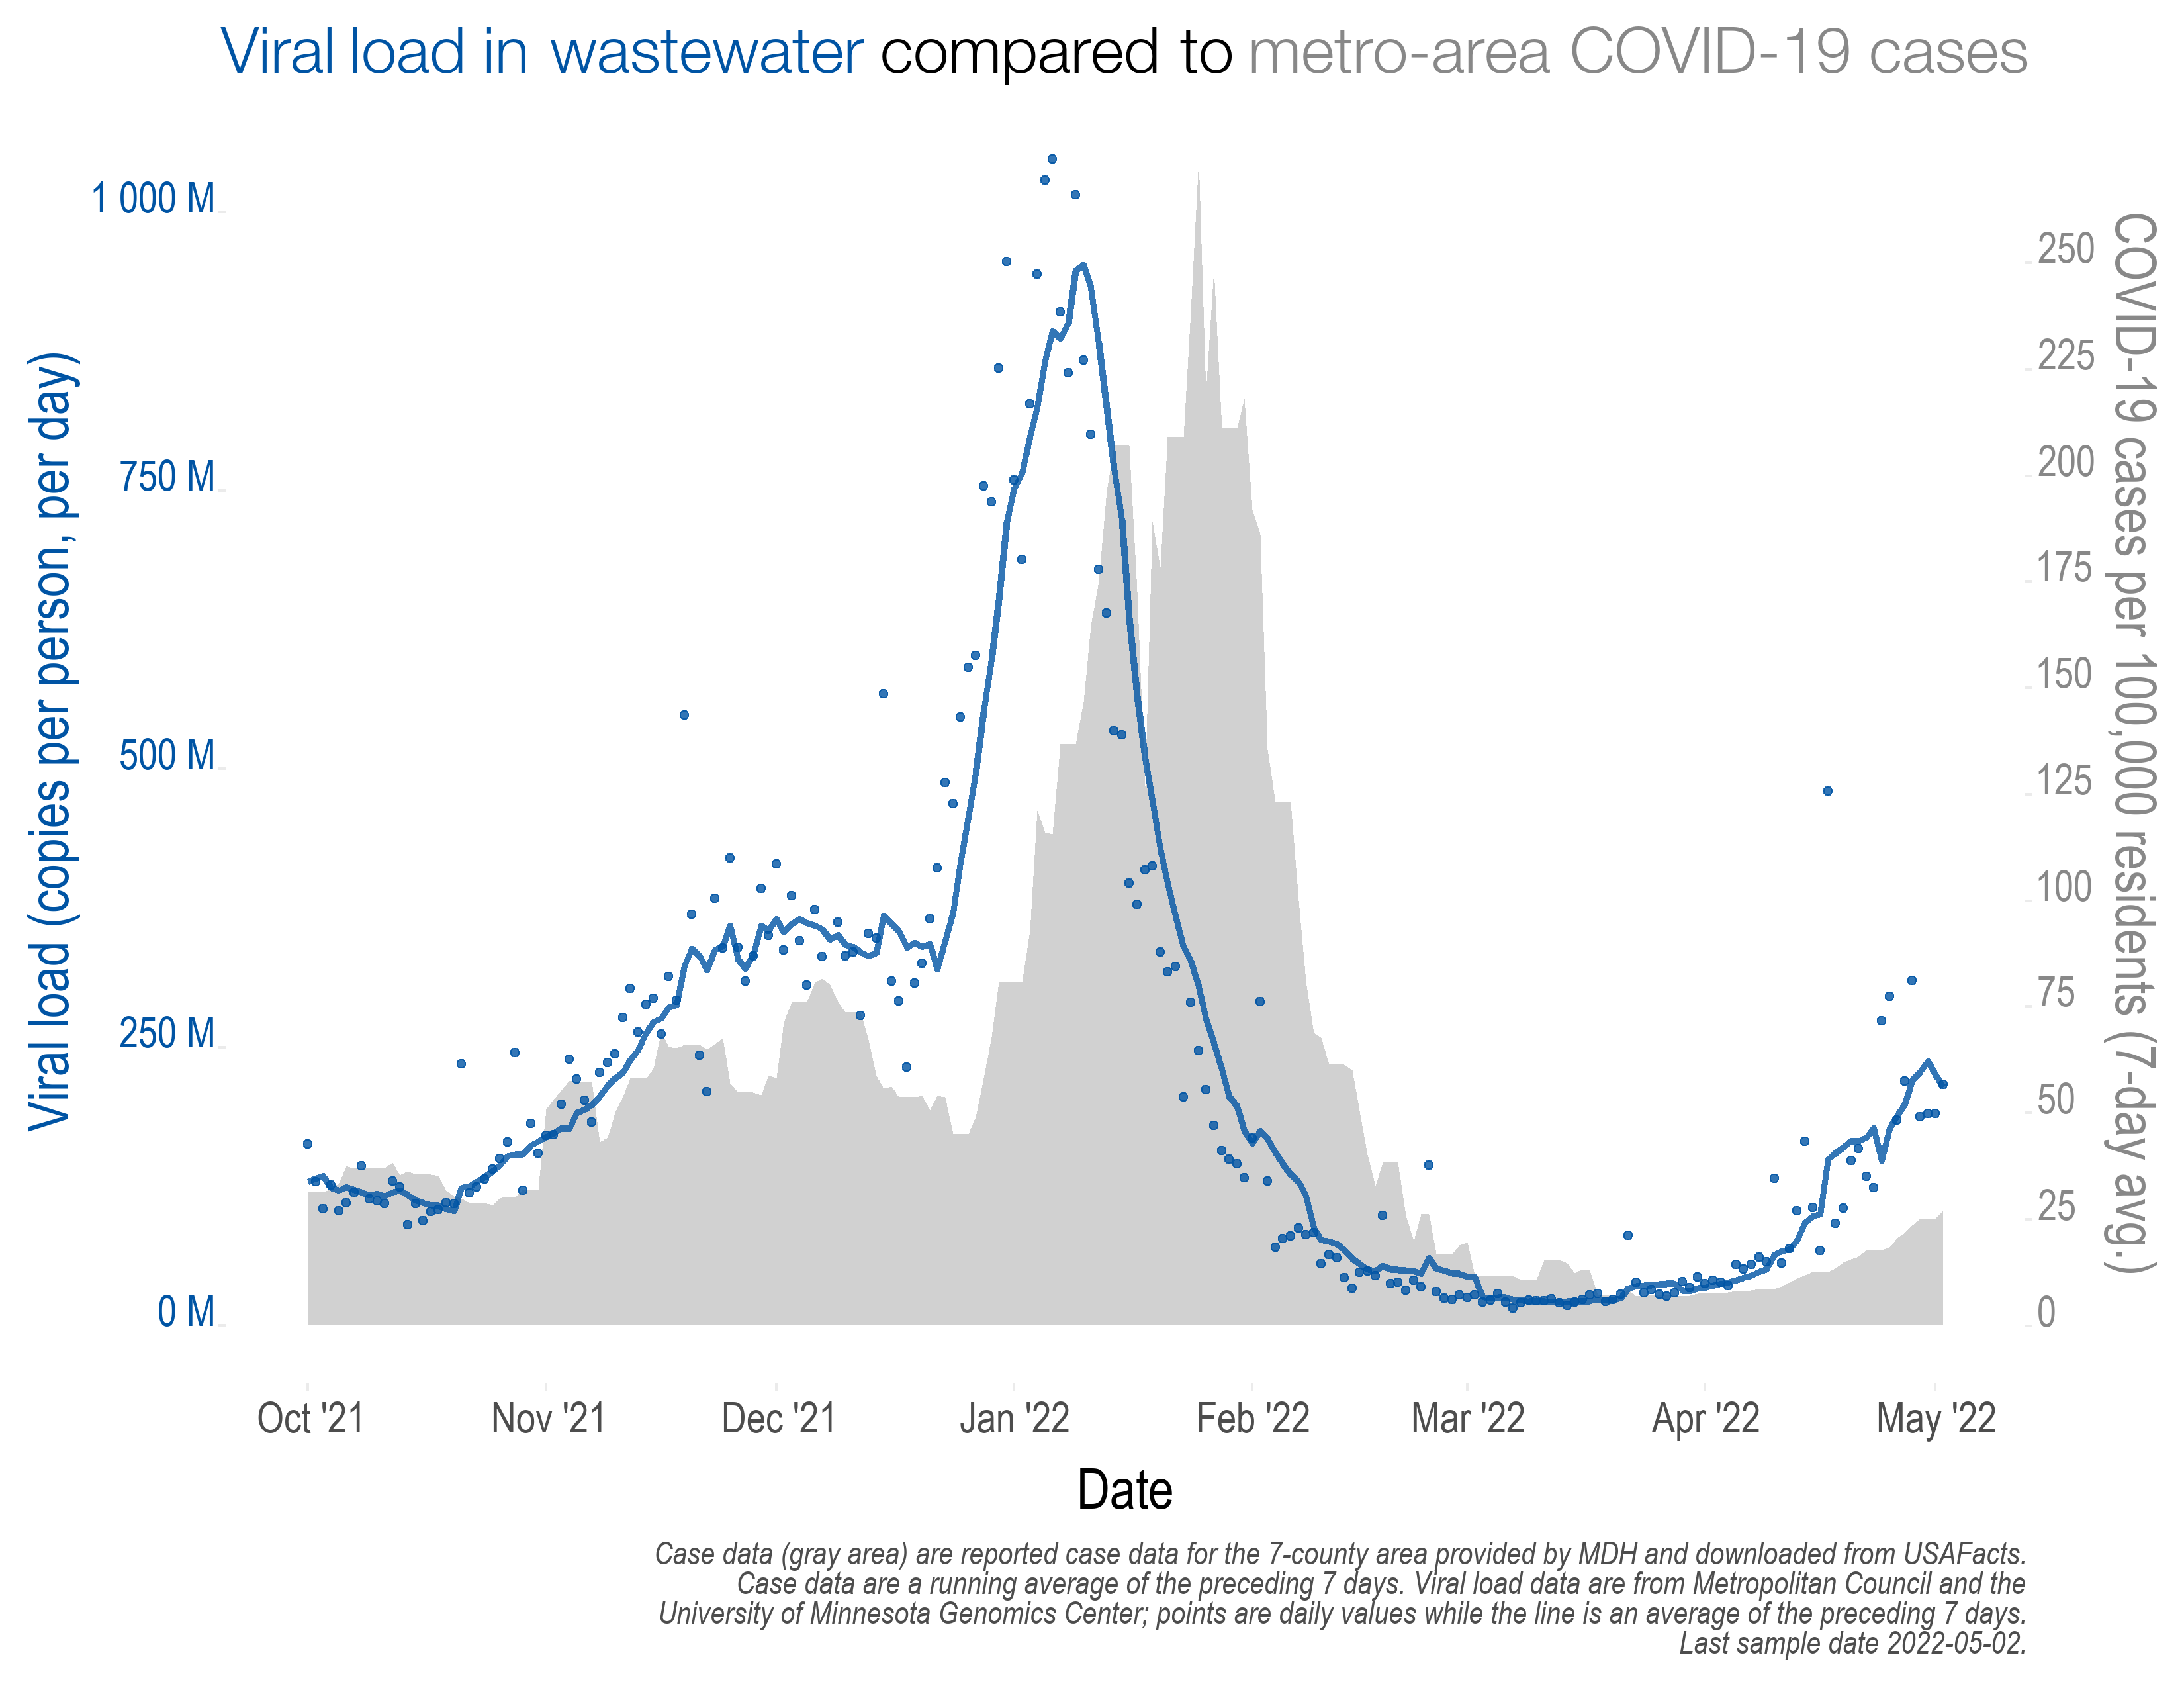 Viral load in wastewater compared to metro-area COVID-19 cases
Viral load (copies per person, per day)
1 000 M
750 M
500 M
250 M
0 M
250
225
200
175
150
125
100
75
50
25
0
COVID-19 cases per 100,000 residents (7-day avg.)
Oct '21 Nov '21 Dec '21 Jan '22 Feb '22 Mar '22 Apr '22 May '22
Date
Case data (gray area) are reported case data for the 7-county area provided by MDH and downloaded from USAFacts.
Case data are a running average of the preceding 7 days. Viral load data are from Metropolitan Council and the
University of Minnesota Genomics Center; points are daily values while the line is an average of the preceding 7 days.
Last sample date 2022-05-02.